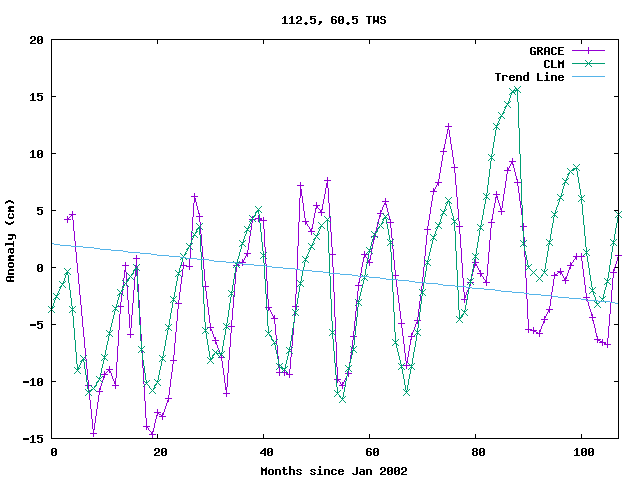 112.5, 60.5 TWS
GRACE
CLM
Trend Line
20
15
10
5
0
-5
-10
-15
Anomaly (cm)
0 20 40 60 80 100
Months since Jan 2002